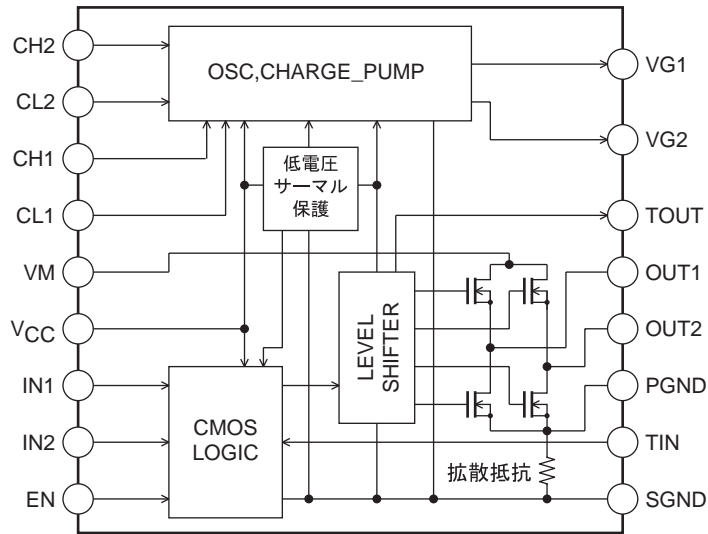 CH2
CL2
CH1
CL1
VM
VCC
IN1
IN2
EN
OSC,CHARGE_PUMP
低電圧
サーマル
保護
LEVEL
SHIFTER
CMOS
LOGIC
拡散抵抗
VG1
VG2
TOUT
OUT1
OUT2
PGND
TIN
SGND